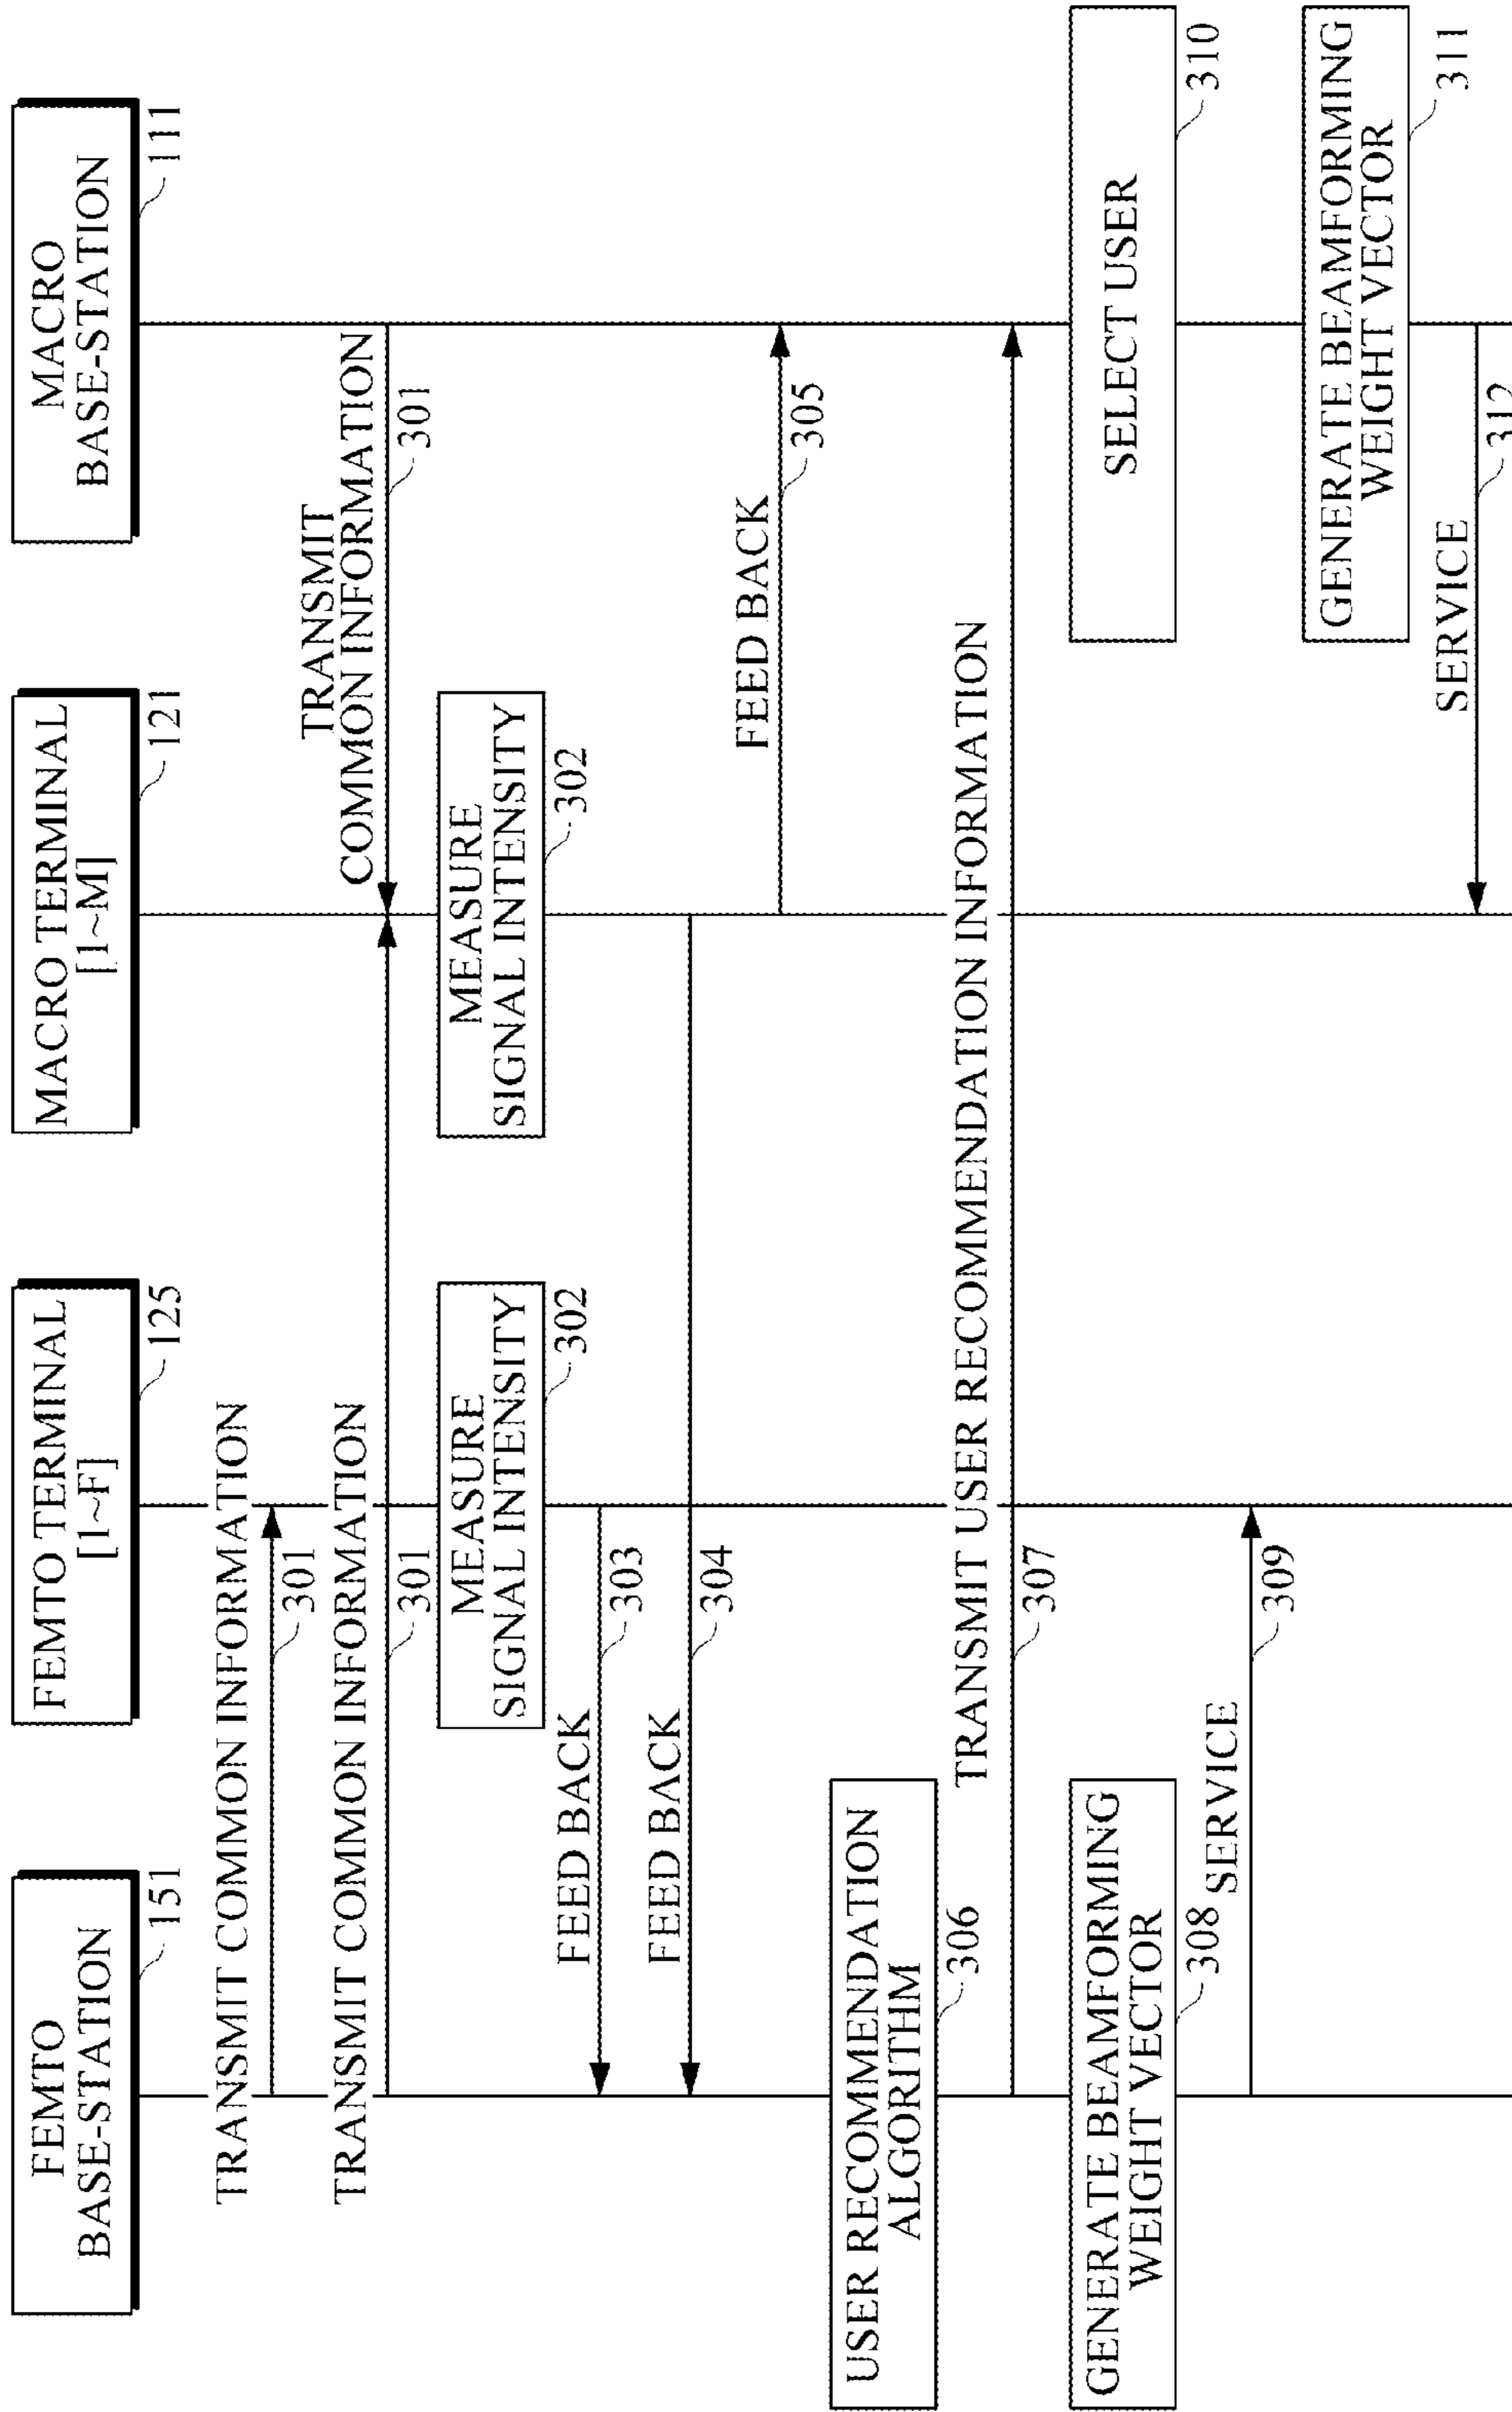 FEMTO
BASE-STATION
151
FEMTO TERMINAL
[1~F]
125
MACRO TERMINAL
[1~M]
121
MACRO
BASE-STATION
111
TRANSMIT COMMON INFORMATION
301
TRANSMIT COMMON INFORMATION
301
TRANSMIT
COMMON INFORMATION
301
MEASURE
SIGNAL INTENSITY
302
MEASURE
SIGNAL INTENSITY
302
FEED BACK
303
FEED BACK
304
FEED BACK
305
USER RECOMMENDATION
ALGORITHM
306
TRANSMIT USER RECOMMENDATION INFORMATION
307
GENERATE BEAMFORMING
WEIGHT VECTOR
308
SELECT USER
310
SERVICE
309
GENERATE BEAMFORMING
WEIGHT VECTOR
311
SERVICE
312